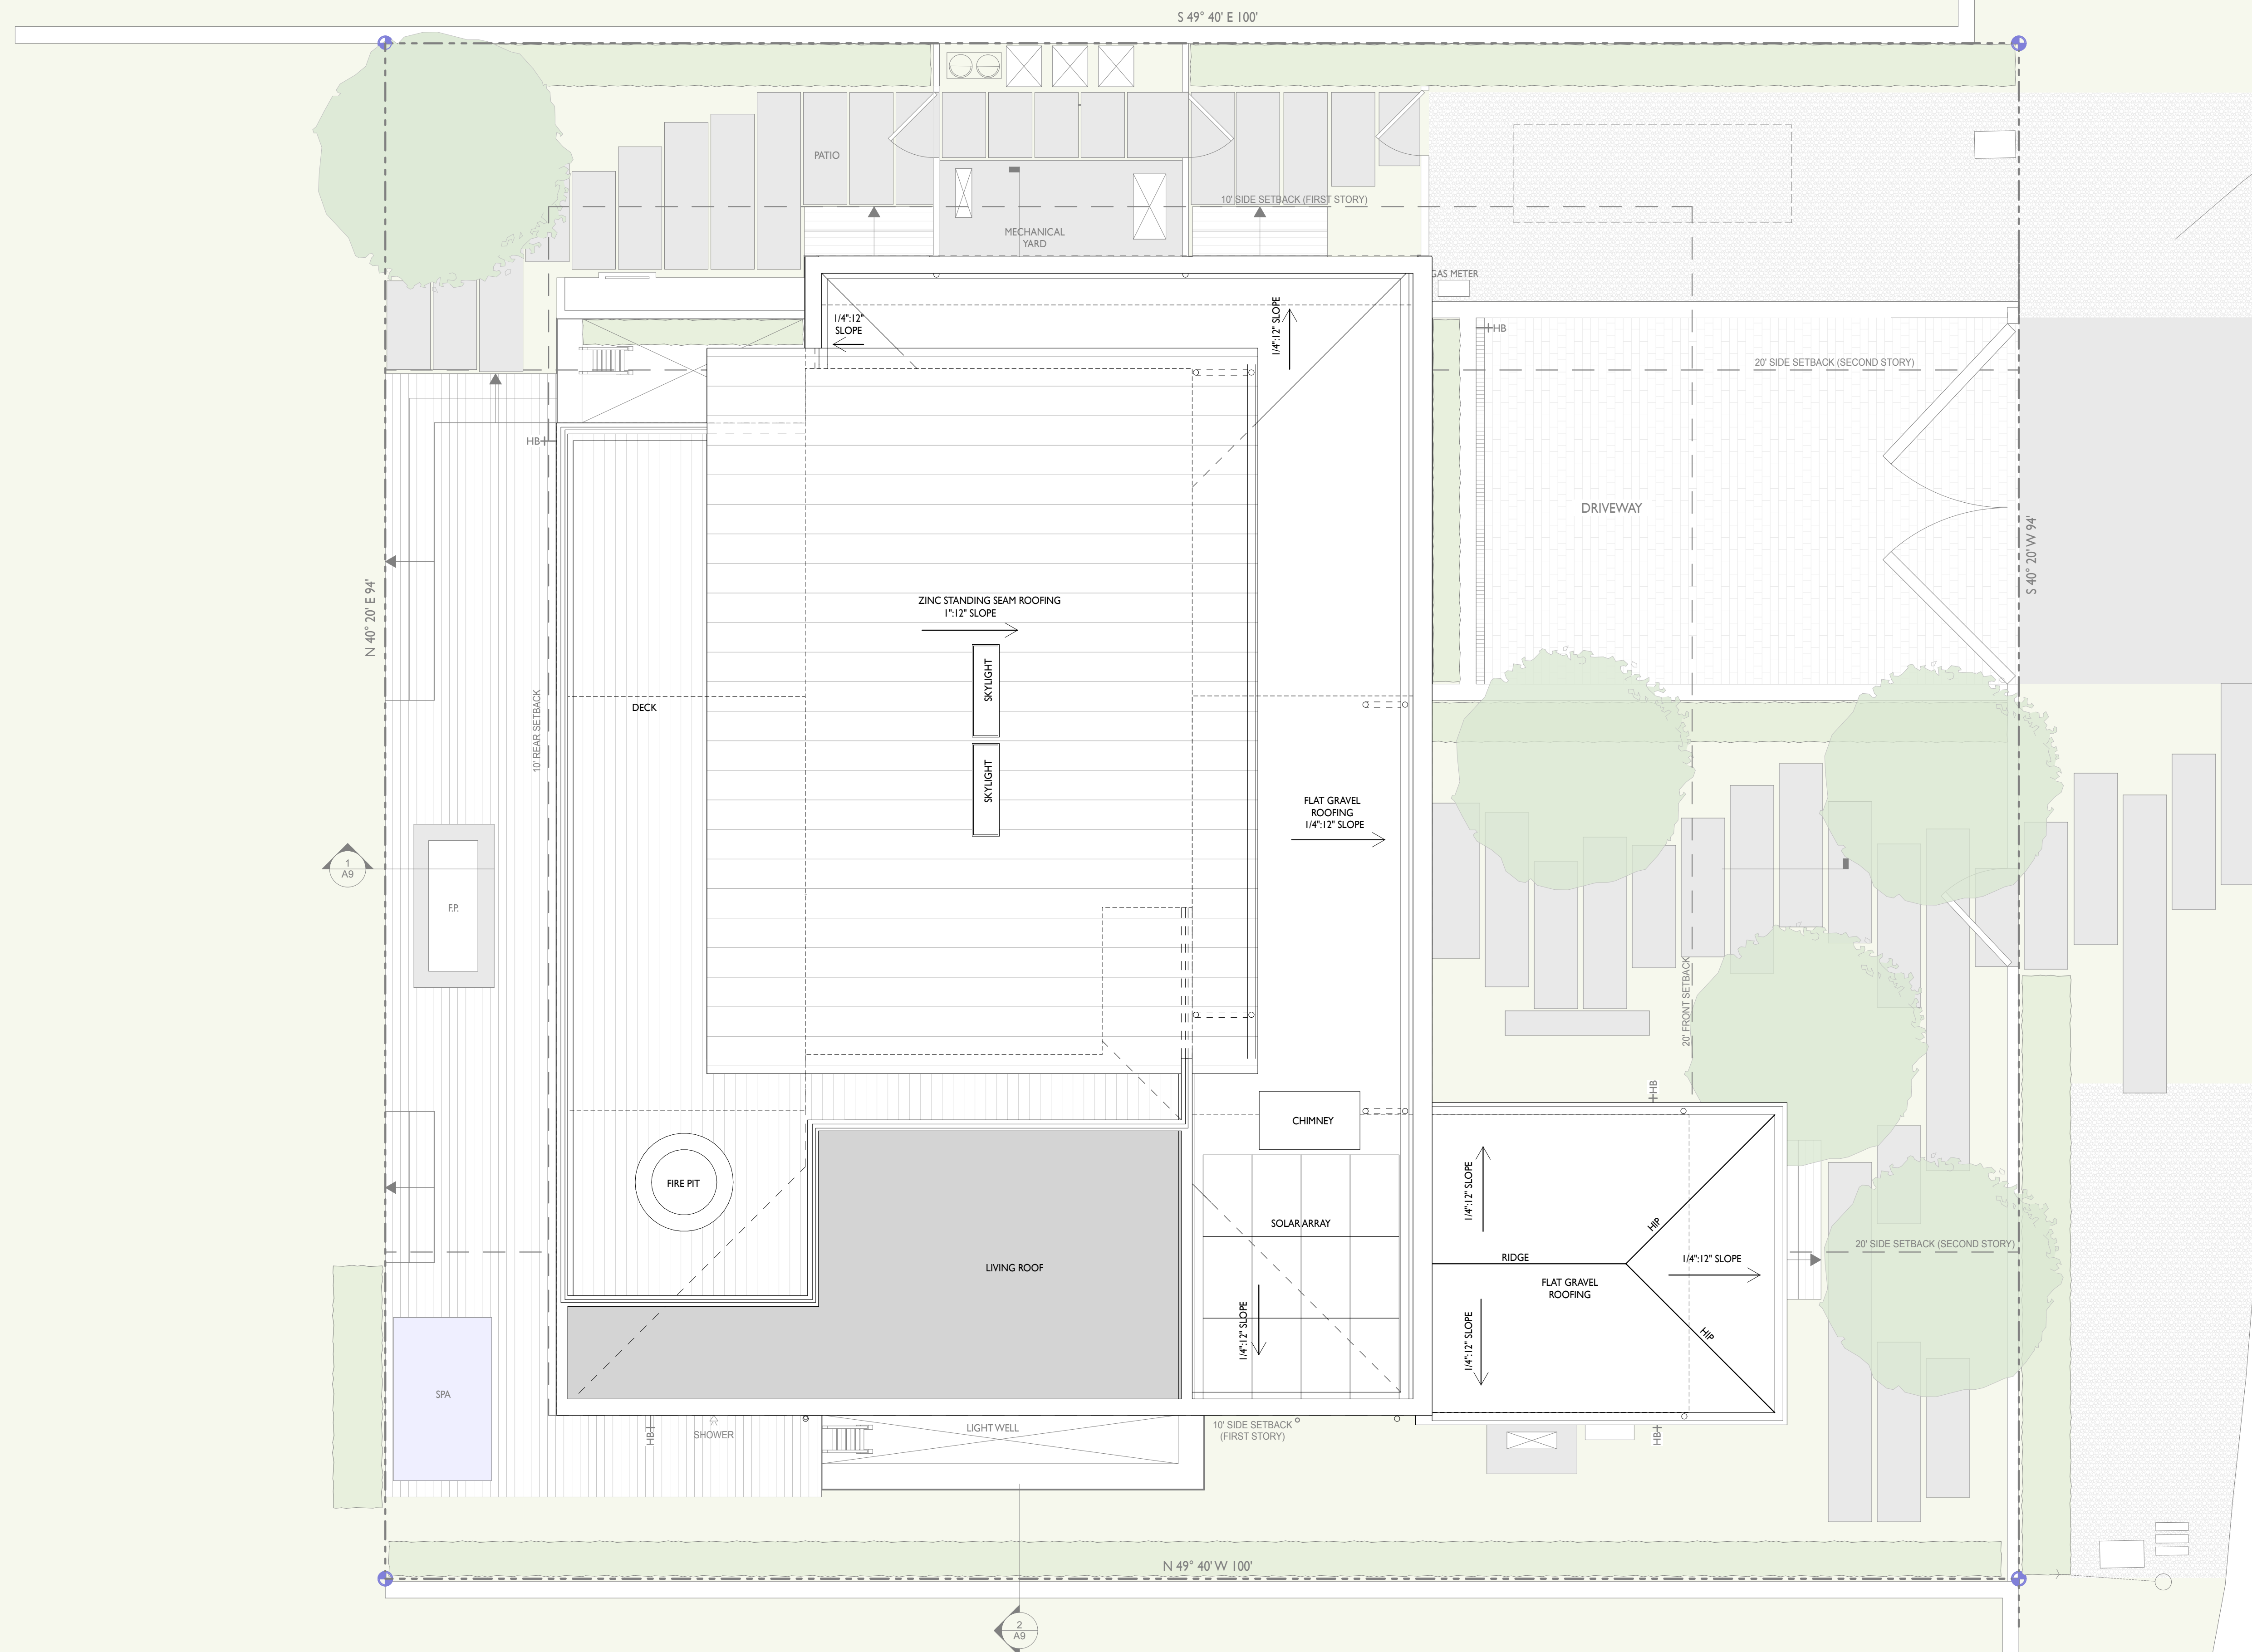 S 49° 40' E 100'
PATIO
10' SIDE SETBACK (FIRST STORY)
MECHANICAL
YARD
GAS METER
1/4":12"
SLOPE
1/4":12" SLOPE
HB
20' SIDE SETBACK (SECOND STORY)
HB
DRIVEWAY
S 40° 20' W 94'
N 40° 20' E 94'
ZINC STANDING SEAM ROOFING
1":12" SLOPE
SKYLIGHT
DECK
10' REAR SETBACK
SKYLIGHT
FLAT GRAVEL
ROOFING
1/4":12" SLOPE
1
A9
F.P.
20' FRONT SETBACK
HB
CHIMNEY
FIRE PIT
1/4":12" SLOPE
SOLAR ARRAY
HIP
20' SIDE SETBACK (SECOND STORY)
RIDGE
1/4":12" SLOPE
LIVING ROOF
FLAT GRAVEL
ROOFING
1/4":12" SLOPE
1/4":12" SLOPE
HIP
SPA
HB
SHOWER
LIGHT WELL
10' SIDE SETBACK
(FIRST STORY)
HB
N 49° 40' W 100'
2
A9